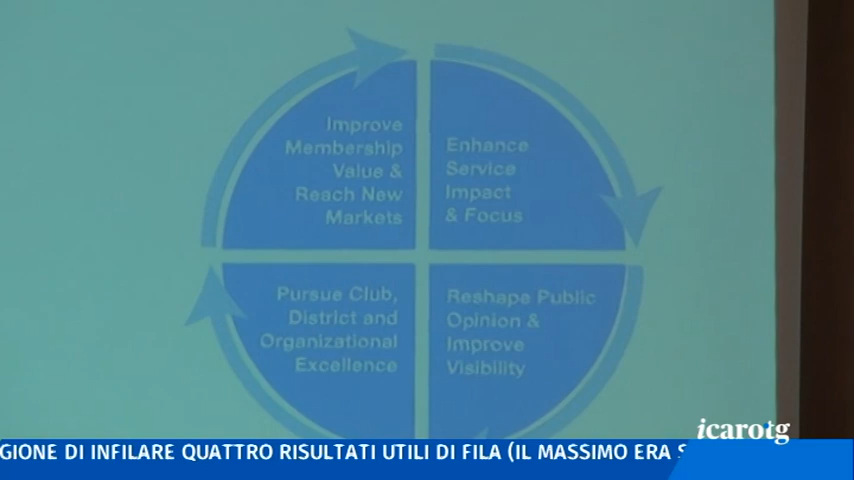 Improve
Membership
Value &
Reach New
Markets
Enhance
Service
Impact
& Focus
Pursue Club,
District and
Organizational
Excellence
Reshape Public
Opinion &
Improve
Visibility
icarotg
GIONE DI INFILARE QUATTRO RISULTATI UTILI DI FILA (IL MASSIMO ERA S